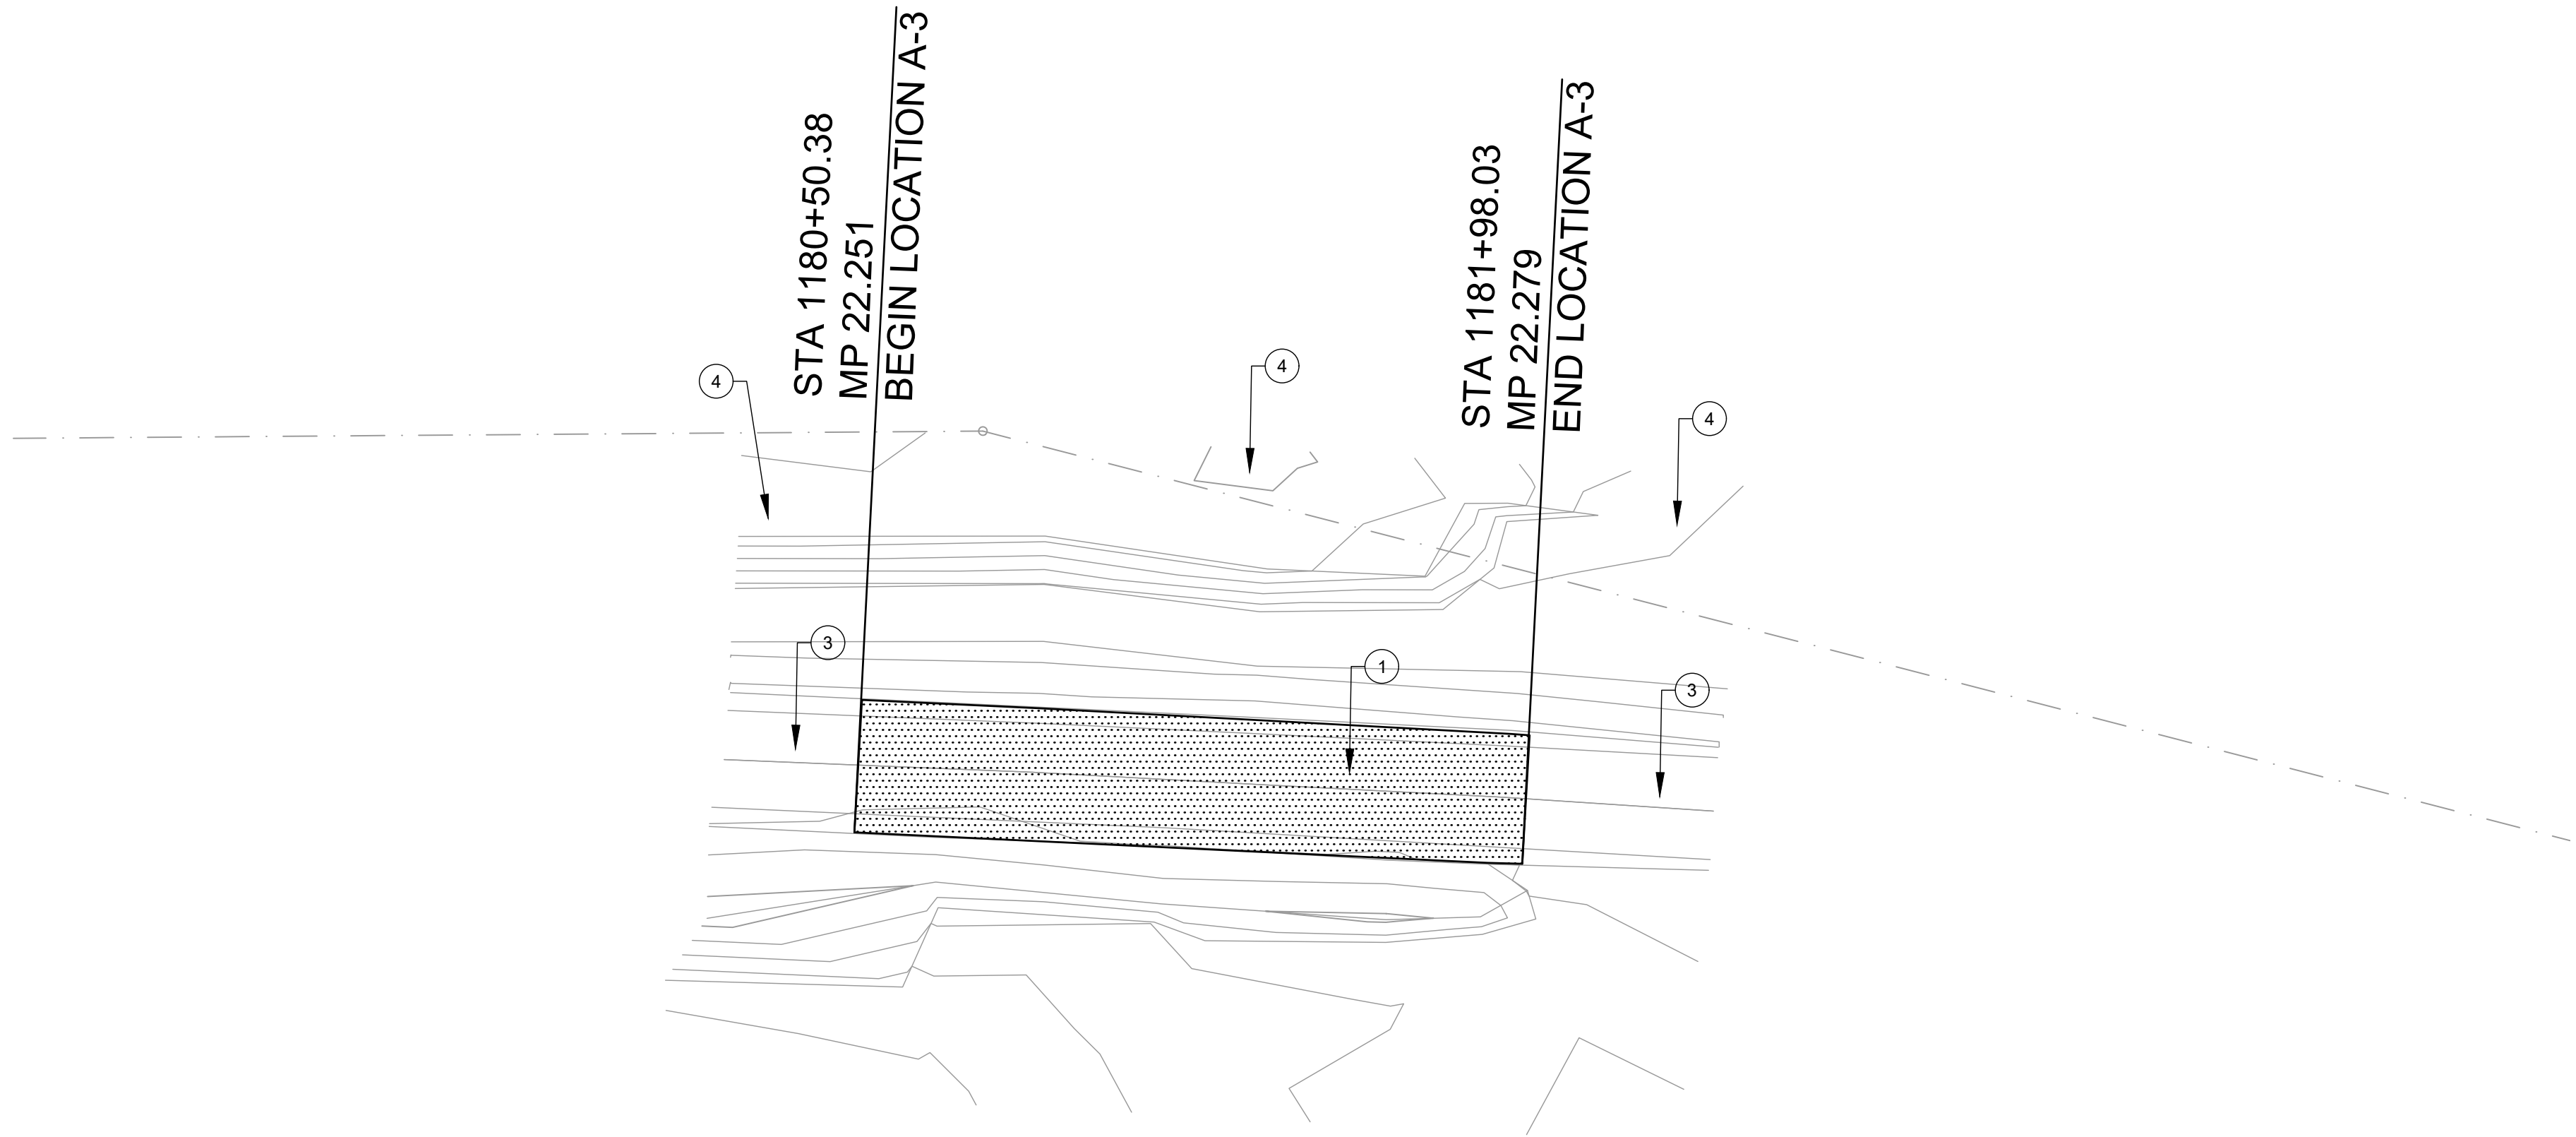 STA 1180+50.38
MP 22.251
BEGIN LOCATION A-3
STA 1181+98.03
MP 22.279
END LOCATION A-3
4
4
4
3
1
3